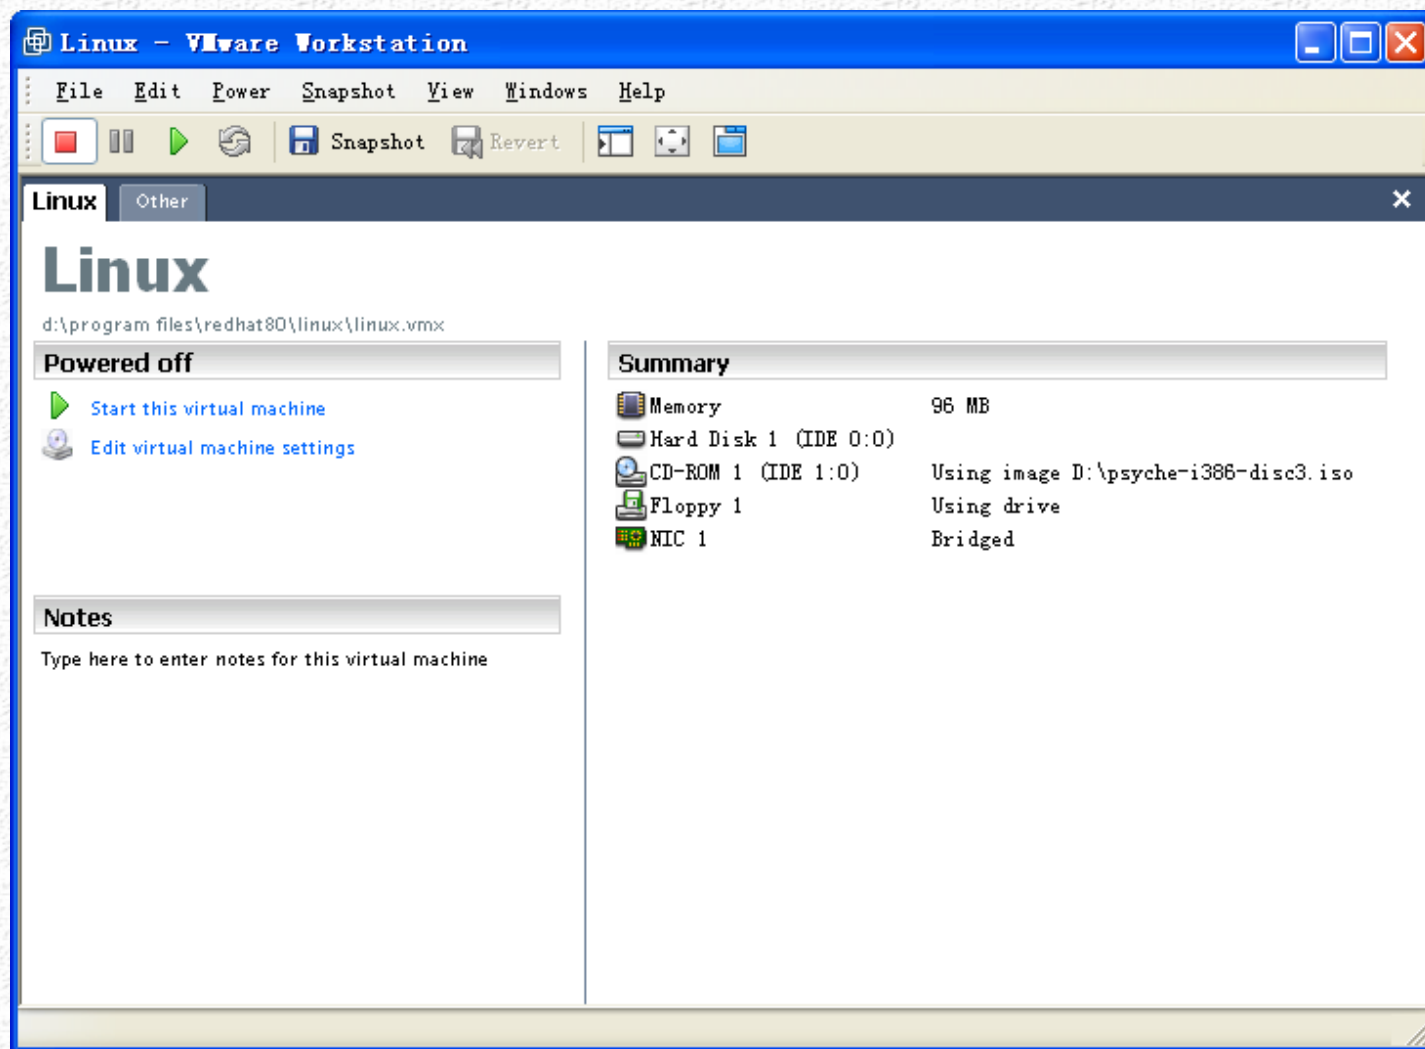 Linux - VMware Workstation
File Edit Power Snapshot View Windows Help
Snapshot Revert
Linux Other
Linux
d:\program files\redhat80\linux\linux.vmx
Powered off
Start this virtual machine
Edit virtual machine settings
Summary
Memory 96 MB
Hard Disk 1 (IDE 0:0)
CD-ROM 1 (IDE 1:0) Using image D:\psyche-i386-disc3.iso
Floppy 1 Using drive
NIC 1 Bridged
Notes
Type here to enter notes for this virtual machine